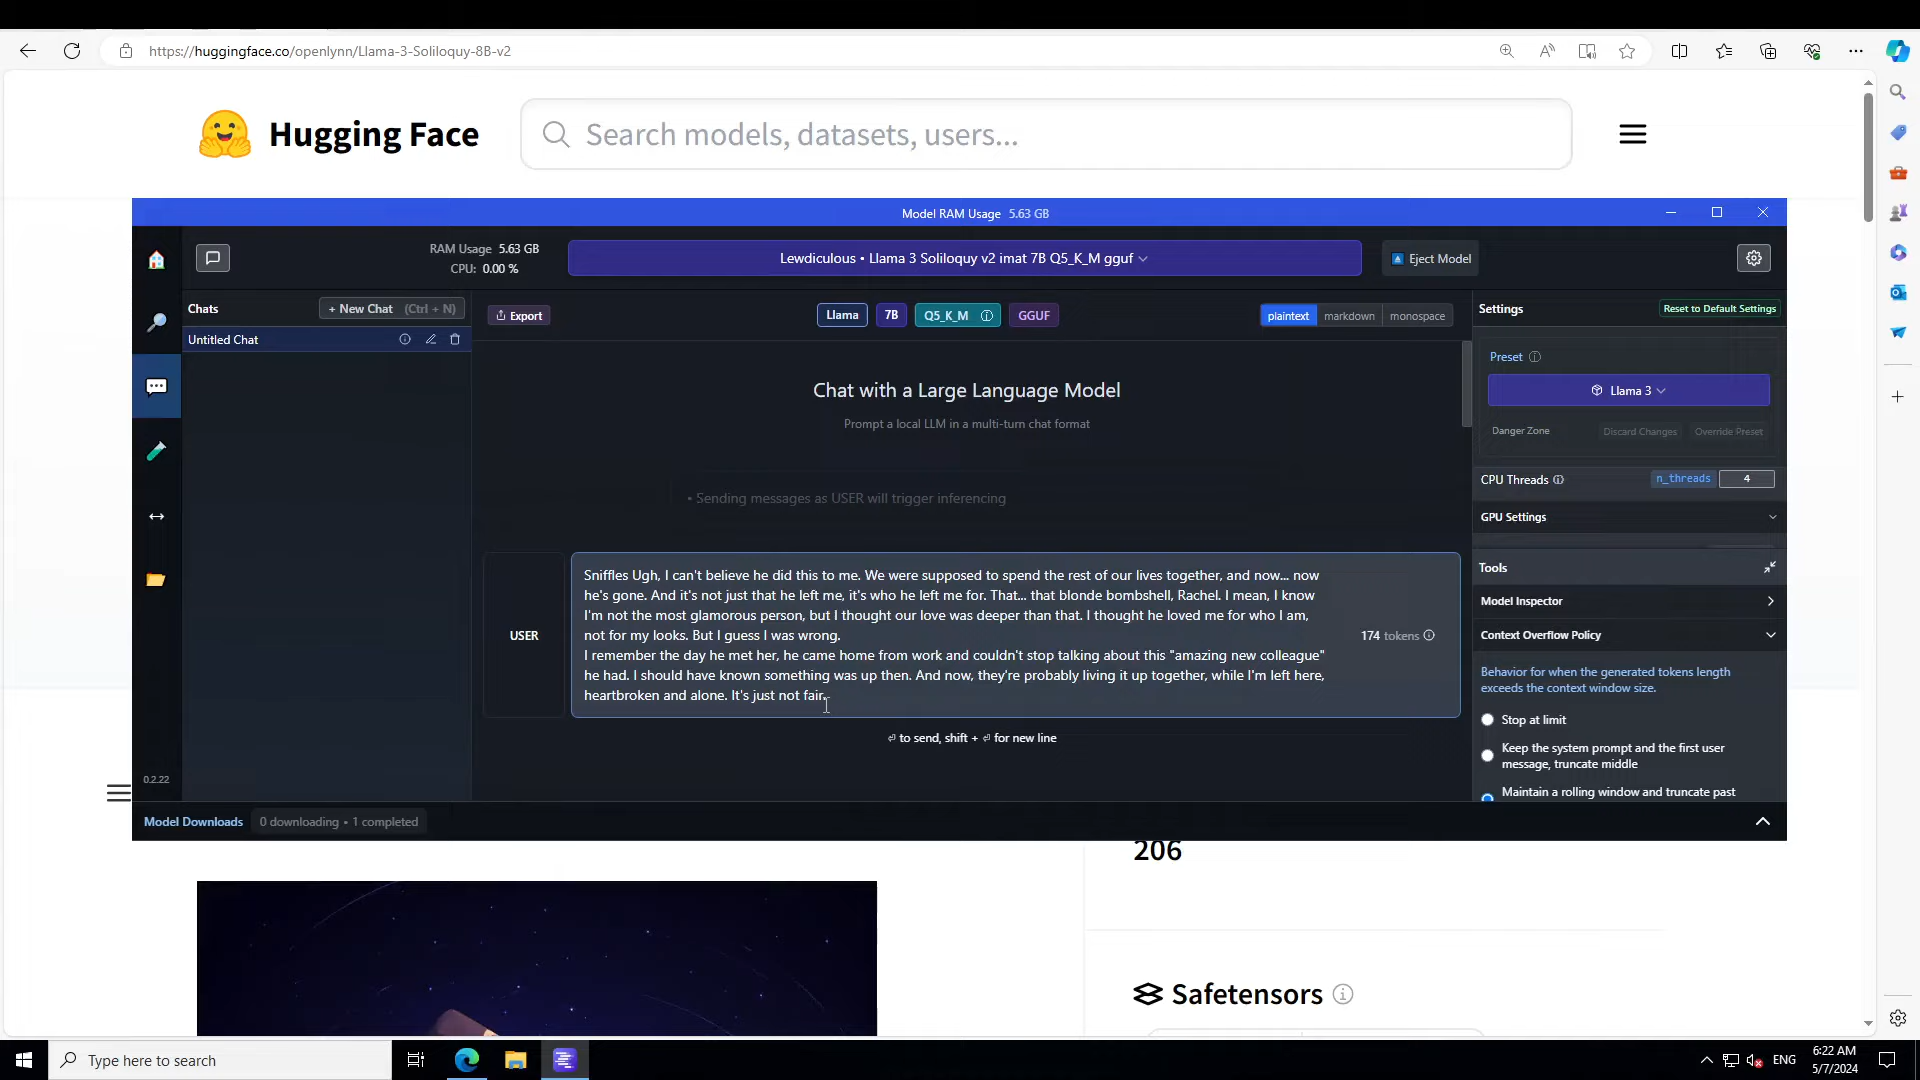 https://huggingface.co/openlynn/Llama-3-Soliloquy-8B-v2
Hugging Face
Search models, datasets, users...
Model RAM Usage 5.63 GB
RAM Usage 5.63 GB
CPU: 0.00 %
Lewdiculous • Llama 3 Soliloquy v2 imat 7B Q5_K_M gguf
Eject Model
Chats
+ New Chat (Ctrl + N)
Export
Llama
7B
Q5_K_M
GGUF
plaintext
markdown
monospace
Settings
Reset to Default Settings
Untitled Chat
Preset
Chat with a Large Language Model
Llama 3
Prompt a local LLM in a multi-turn chat format
Danger Zone
Discard Changes
Override Preset
CPU Threads
n_threads
4
• Sending messages as USER will trigger inferencing
GPU Settings
Tools
USER
Sniffles Ugh, I can't believe he did this to me. We were supposed to spend the rest of our lives together, and now... now
he's gone. And it's not just that he left me, it's who he left me for. That... that blonde bombshell, Rachel. I mean, I know
I'm not the most glamorous person, but I thought our love was deeper than that. I thought he loved me for who I am,
not for my looks. But I guess I was wrong.
I remember the day he met her, he came home from work and couldn't stop talking about this "amazing new colleague"
he had. I should have known something was up then. And now, they're probably living it up together, while I'm left here,
heartbroken and alone. It's just not fair.
174 tokens
Model Inspector
Context Overflow Policy
Behavior for when the generated tokens length
exceeds the context window size.
Stop at limit
Keep the system prompt and the first user
message, truncate middle
Maintain a rolling window and truncate past
⏎ to send, shift + ⏎ for new line
0.2.22
Model Downloads
0 downloading • 1 completed
206
Safetensors
Type here to search
ENG
6:22 AM
5/7/2024